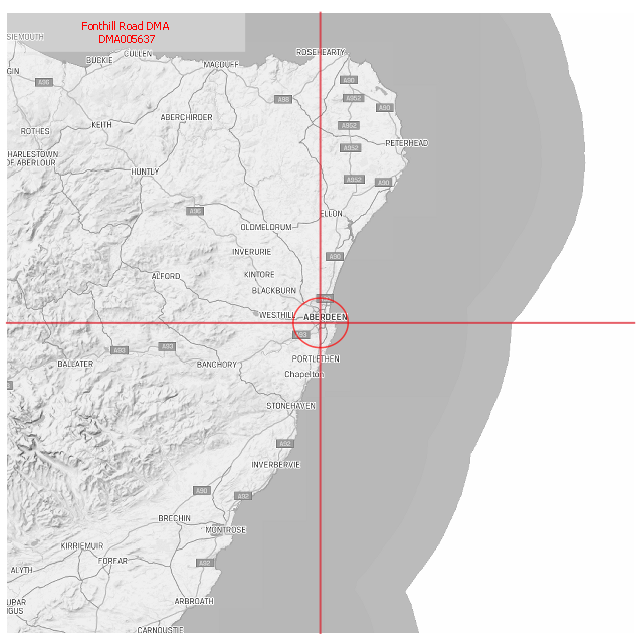 Fonthill Road DMA
DMA005637
SIEMOUTH
CULLEN
BUCKIE
MACDUFF
ROSEHEARTY
GIN
A96
A98
A90
A952
A90
KEITH
ABERCHIRDER
ROTHES
A952
PETERHEAD
A952
HARLESTOWN
OF ABERLOUR
HUNTLY
A952
A90
A96
ELLON
OLDMELDRUM
INVERURIE
A90
ALFORD
KINTORE
BLACKBURN
WESTHILL
ABERDEEN
A93
A93
A93
BALLATER
BANCHORY
PORTLETHEN
Chapelton
STONEHAVEN
A92
INVERBERVIE
A90
A92
BRECHIN
MONTROSE
KIRRIEMUIR
FORFAR
A92
ALYTH
UPAR
NGUS
ARBROATH
CARNOUSTIE